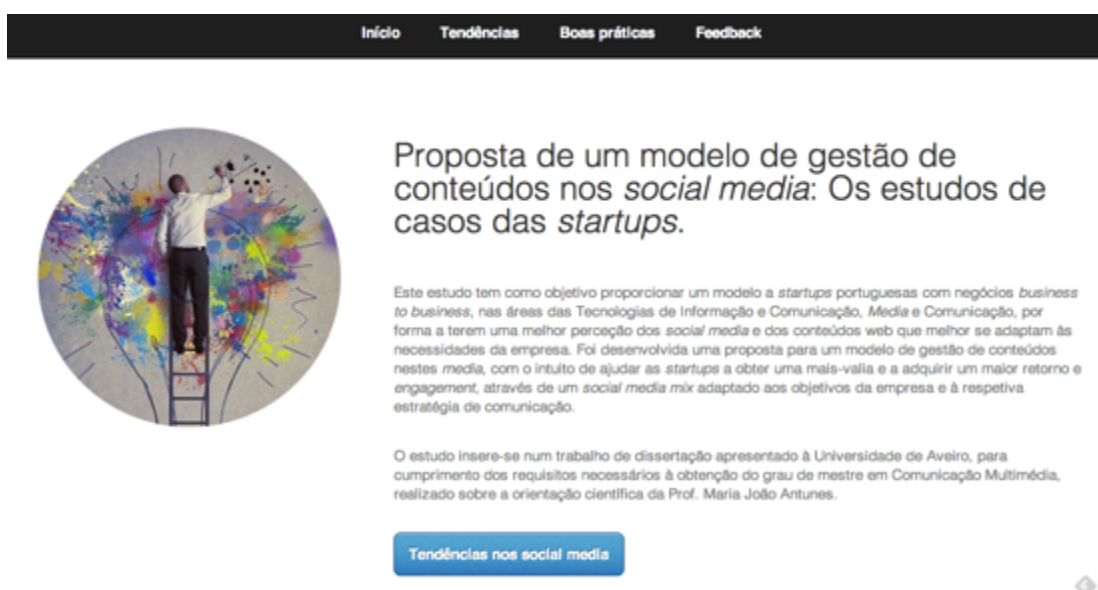 Início Tendências Boas práticas Feedback
Proposta de um modelo de gestão de
conteúdos nos social media: Os estudos de
casos das startups.
Este estudo tem como objetivo proporcionar um modelo a startups portuguesas com negócios business
to business, nas áreas das Tecnologias de Informação e Comunicação, Media e Comunicação, por
forma a terem uma melhor perceção dos social media e dos conteúdos web que melhor se adaptam às
necessidades da empresa. Foi desenvolvida uma proposta para um modelo de gestão de conteúdos
nestes media, com o intuito de ajudar as startups a obter uma mais-valia e a adquirir um maior retorno e
engagement, através de um social media mix adaptado aos objetivos da empresa e à respetiva
estratégia de comunicação.
O estudo insere-se num trabalho de dissertação apresentado à Universidade de Aveiro, para
cumprimento dos requisitos necessários à obtenção do grau de mestre em Comunicação Multimédia,
realizado sobre a orientação científica da Prof. Maria João Antunes.
Tendências nos social media